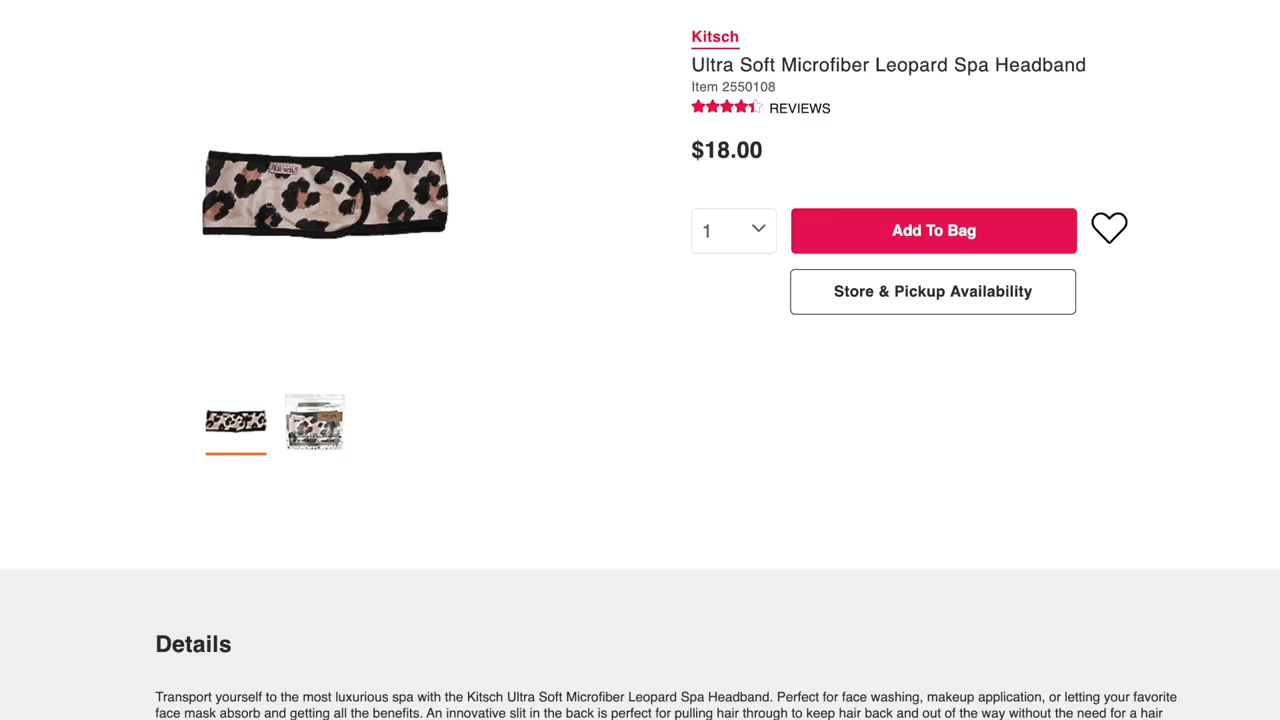 Kitsch
Ultra Soft Microfiber Leopard Spa Headband
Item 2550108
REVIEWS
$18.00
1
Add To Bag
Store & Pickup Availability
Details
Transport yourself to the most luxurious spa with the Kitsch Ultra Soft Microfiber Leopard Spa Headband. Perfect for face washing, makeup application, or letting your favorite
face mask absorb and getting all the benefits. An innovative slit in the back is perfect for pulling hair through to keep hair back and out of the way without the need for a hair